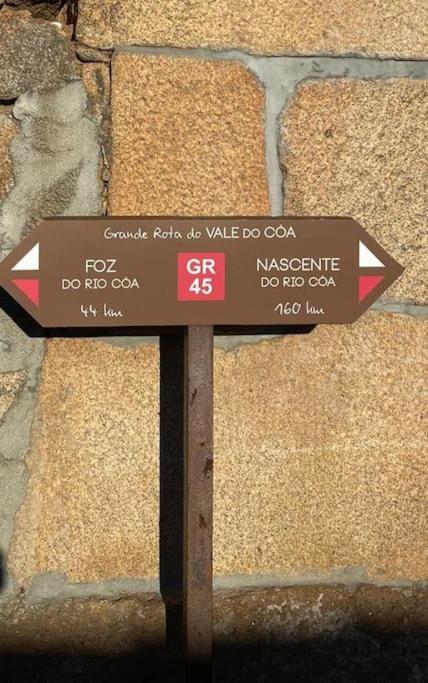 Grande Rota do VALE DO CÔA
FOZ
DO RIO CÔA
44 km
GR
45
NASCENTE
DO RIO CÔA
160 km